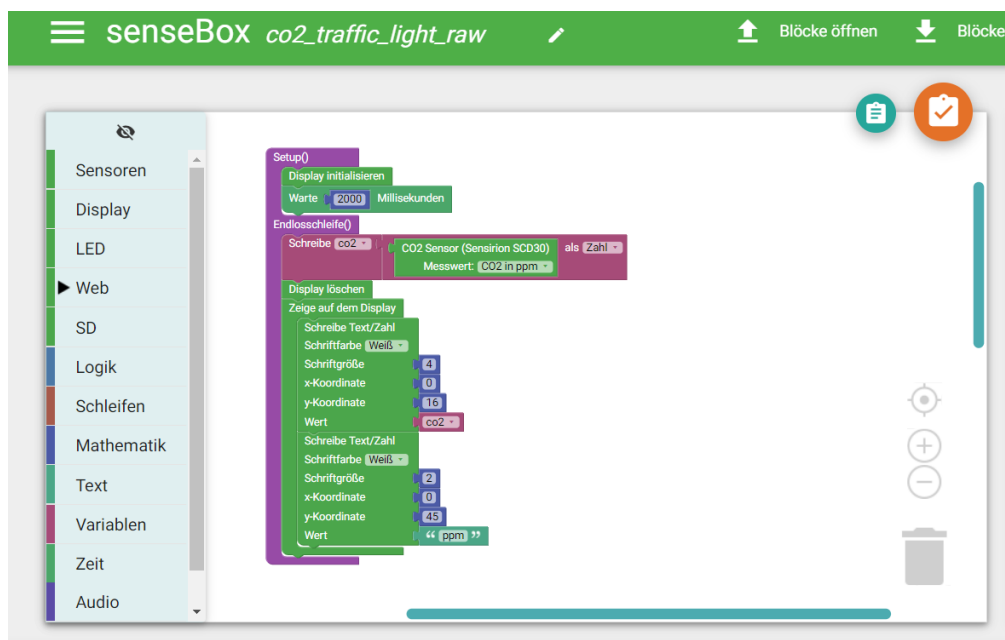 senseBox co2_traffic_light_raw Blöcke öffnen Blöcke
Sensoren
Display
LED
Web
SD
Logik
Schleifen
Mathematik
Text
Variablen
Zeit
Audio
Setup()
Display initialisieren
Warte 2000 Millisekunden
Endlosschleife()
Schreibe co2 CO2 Sensor (Sensirion SCD30) als Zahl
Messwert: CO2 in ppm
Display löschen
Zeige auf dem Display
Schreibe Text/Zahl
Schriftfarbe Weiß
Schriftgröße 4
x-Koordinate 0
y-Koordinate 16
Wert co2
Schreibe Text/Zahl
Schriftfarbe Weiß
Schriftgröße 2
x-Koordinate 0
y-Koordinate 45
Wert “ ppm ”